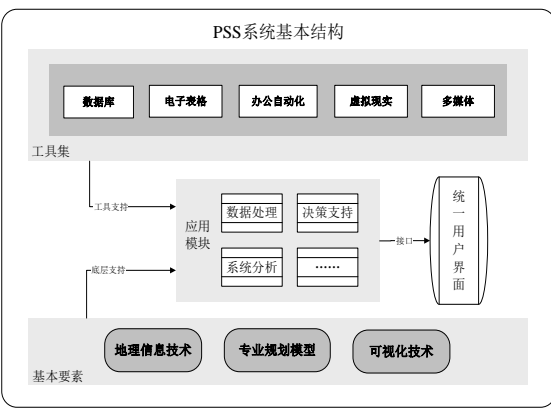 PSS系统基本结构
数据库 电子表格 办公自动化 虚拟现实 多媒体
工具集
工具支持
应用
模块
数据处理 决策支持
系统分析 ……
接口
统
一
用
户
界
面
底层支持
地理信息技术 专业规划模型 可视化技术
基本要素